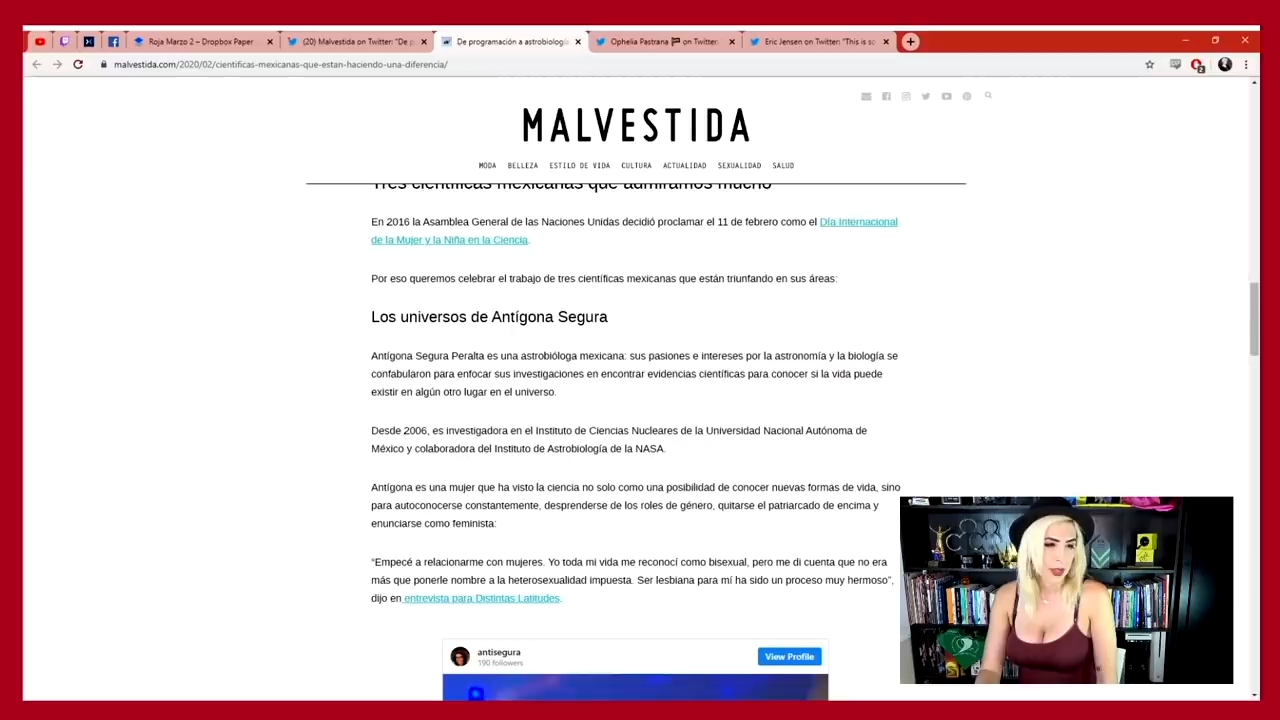 Roja Marzo 2 – Dropbox Paper
(20) Malvestida on Twitter: "De p
De programación a astrobiologí
Ophelia Pastrana on Twitter:
Eric Jensen on Twitter: "This is so
malvestida.com/2020/02/cientificas-mexicanas-que-estan-haciendo-una-diferencia/
2
MALVESTIDA
MODA BELLEZA ESTILO DE VIDA CULTURA ACTUALIDAD SEXUALIDAD SALUD
Tres científicas mexicanas que admiramos mucho
En 2016 la Asamblea General de las Naciones Unidas decidió proclamar el 11 de febrero como el Día Internacional
de la Mujer y la Niña en la Ciencia.
Por eso queremos celebrar el trabajo de tres científicas mexicanas que están triunfando en sus áreas:
Los universos de Antígona Segura
Antígona Segura Peralta es una astrobióloga mexicana: sus pasiones e intereses por la astronomía y la biología se
confabularon para enfocar sus investigaciones en encontrar evidencias científicas para conocer si la vida puede
existir en algún otro lugar en el universo.
Desde 2006, es investigadora en el Instituto de Ciencias Nucleares de la Universidad Nacional Autónoma de
México y colaboradora del Instituto de Astrobiología de la NASA.
Antígona es una mujer que ha visto la ciencia no solo como una posibilidad de conocer nuevas formas de vida, sino
para autoconocerse constantemente, desprenderse de los roles de género, quitarse el patriarcado de encima y
enunciarse como feminista:
“Empecé a relacionarme con mujeres. Yo toda mi vida me reconocí como bisexual, pero me di cuenta que no era
más que ponerle nombre a la heterosexualidad impuesta. Ser lesbiana para mí ha sido un proceso muy hermoso”,
dijo en entrevista para Distintas Latitudes.
antisegura
190 followers
View Profile